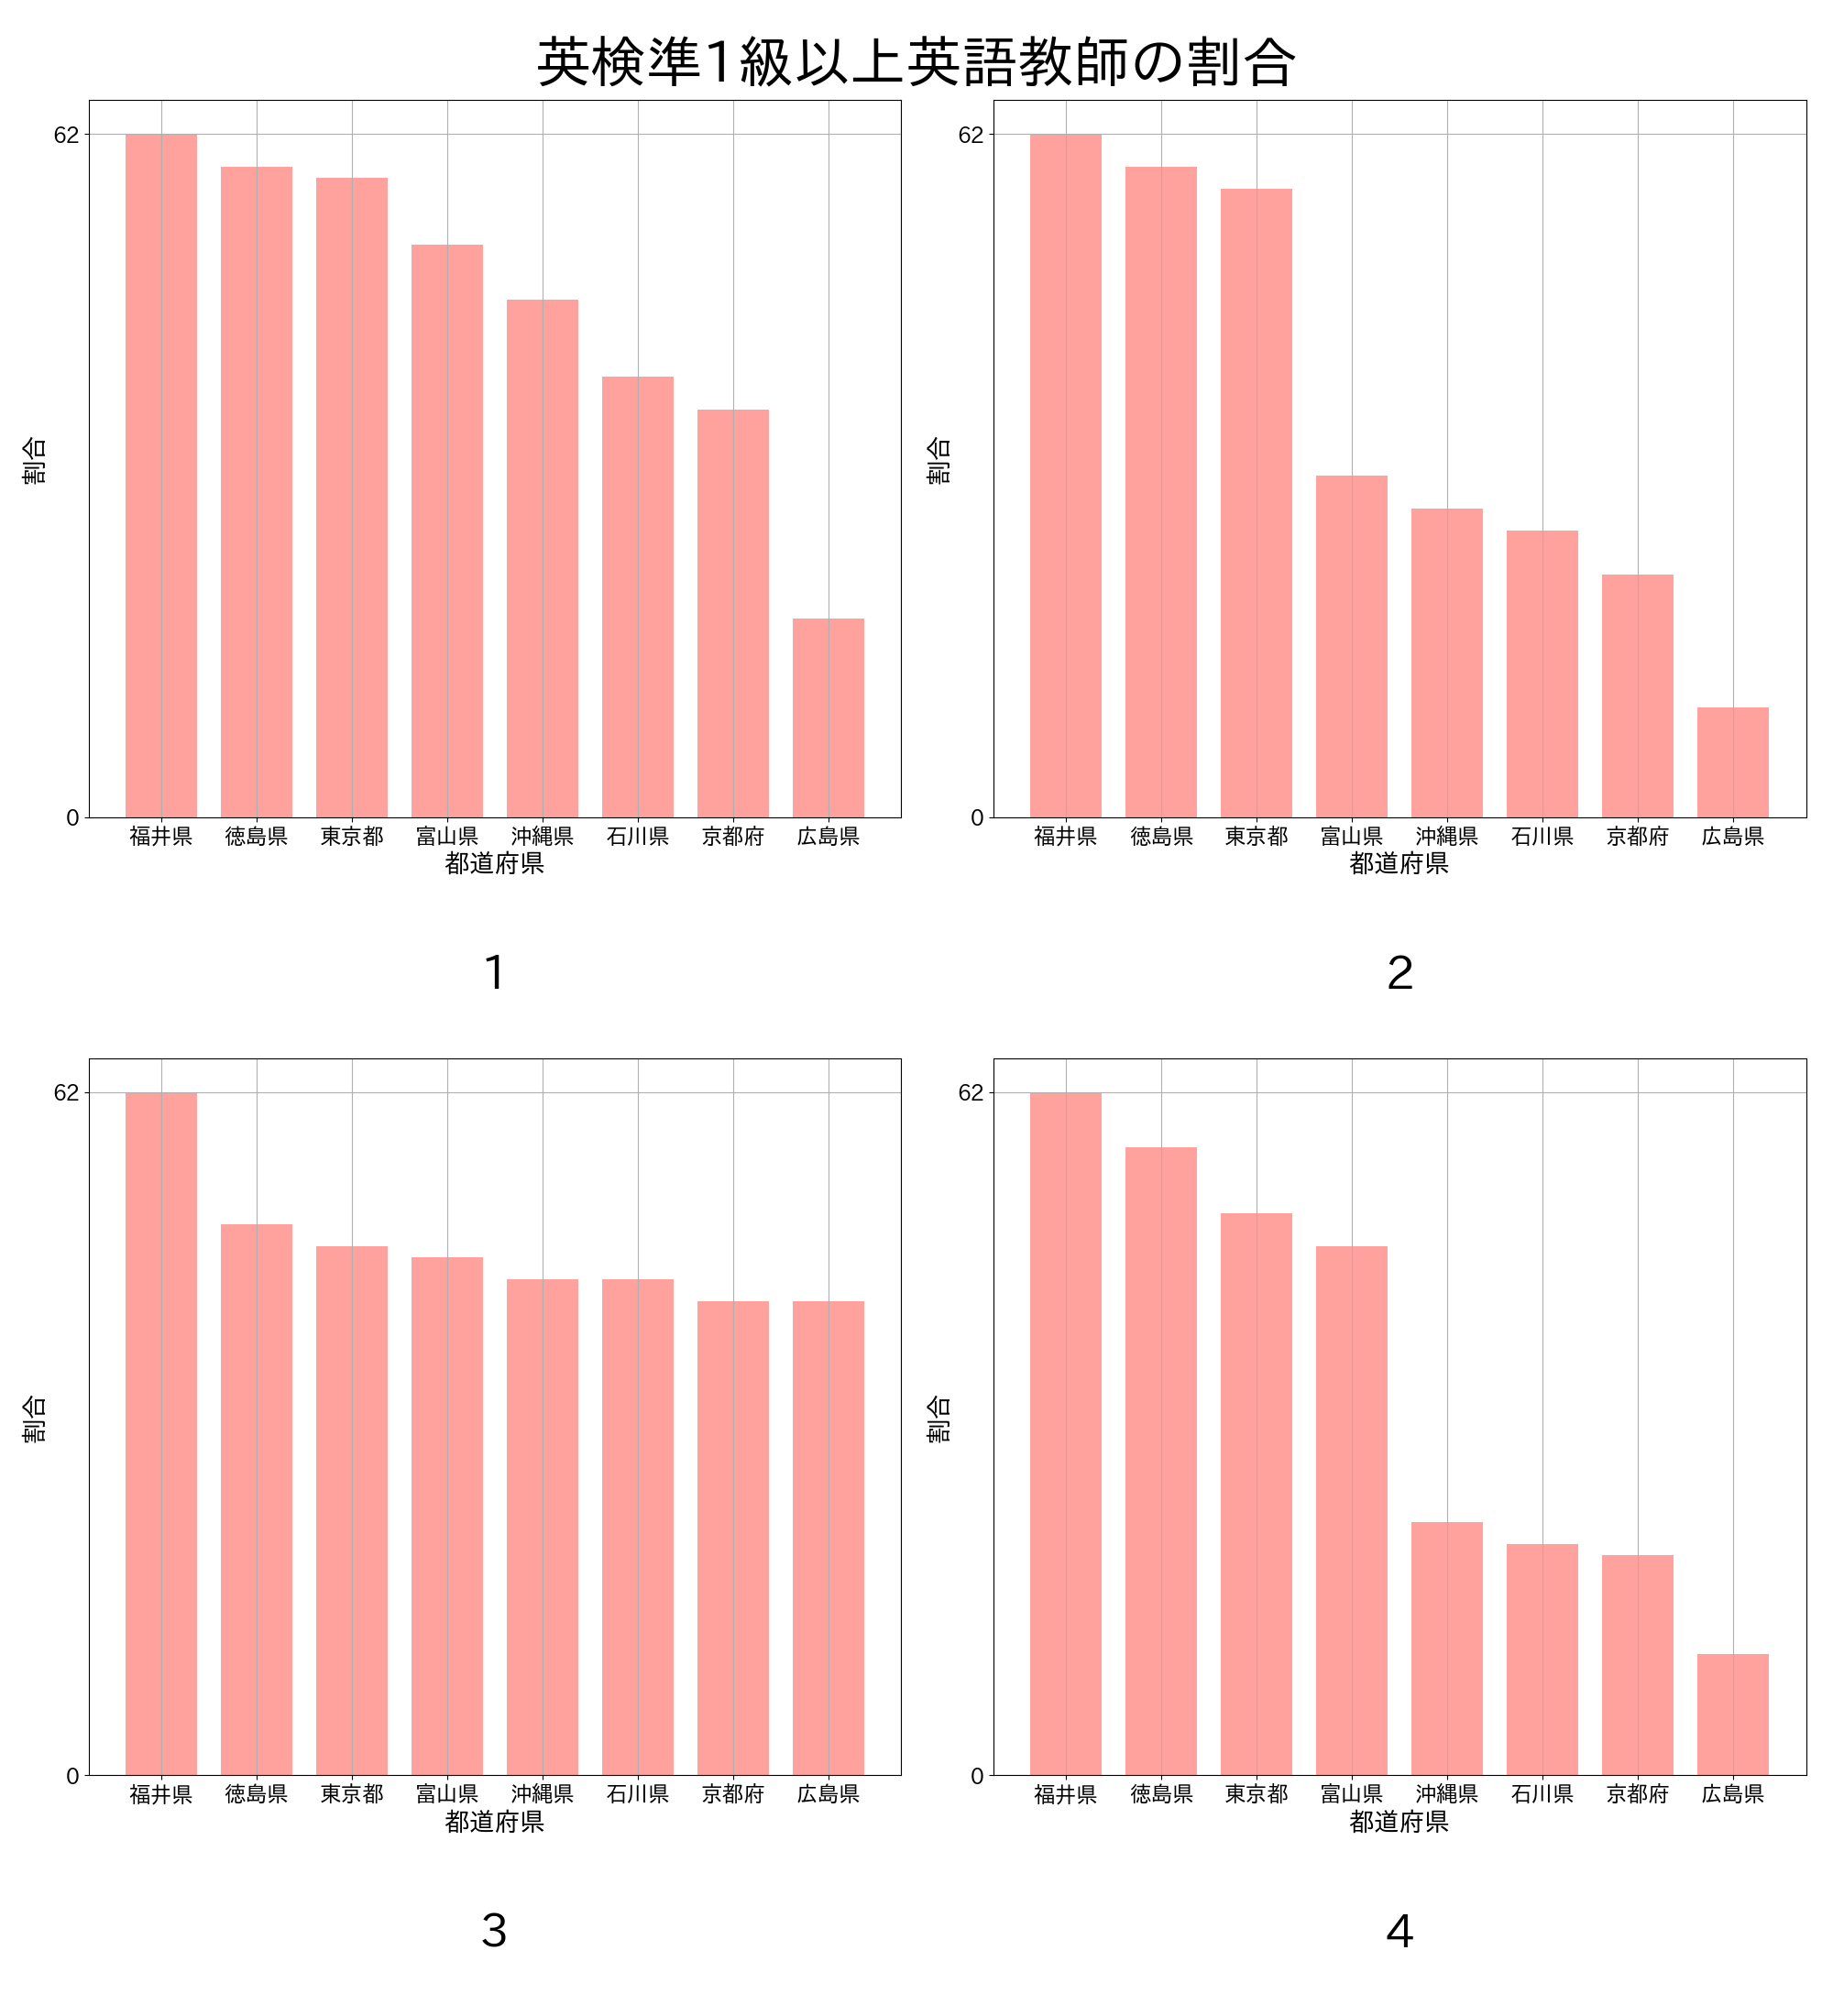 英検準1級以上英語教師の割合
62
0
割合
福井県 徳島県 東京都 富山県 沖縄県 石川県 京都府 広島県
都道府県
1
62
0
割合
福井県 徳島県 東京都 富山県 沖縄県 石川県 京都府 広島県
都道府県
2
62
0
割合
福井県 徳島県 東京都 富山県 沖縄県 石川県 京都府 広島県
都道府県
3
62
0
割合
福井県 徳島県 東京都 富山県 沖縄県 石川県 京都府 広島県
都道府県
4